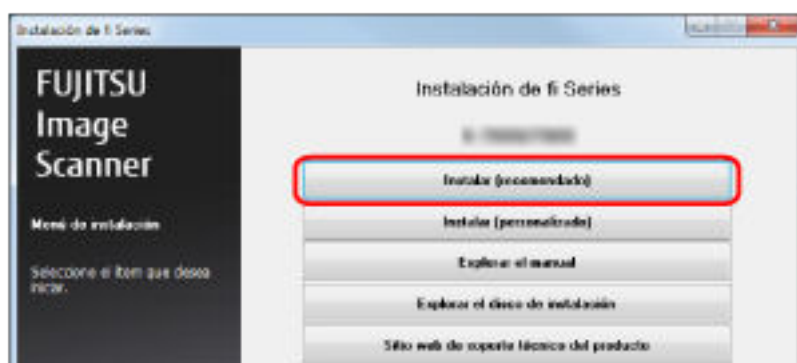 Instalación de fi Series
FUJITSU
Image
Scanner
Menú de instalación
Seleccione el ítem que desea
iniciar.
Instalación de fi Series
Instalar (recomendado)
Instalar (personalizado)
Explorar el manual
Explorar el disco de instalación
Sitio web de soporte técnico del producto